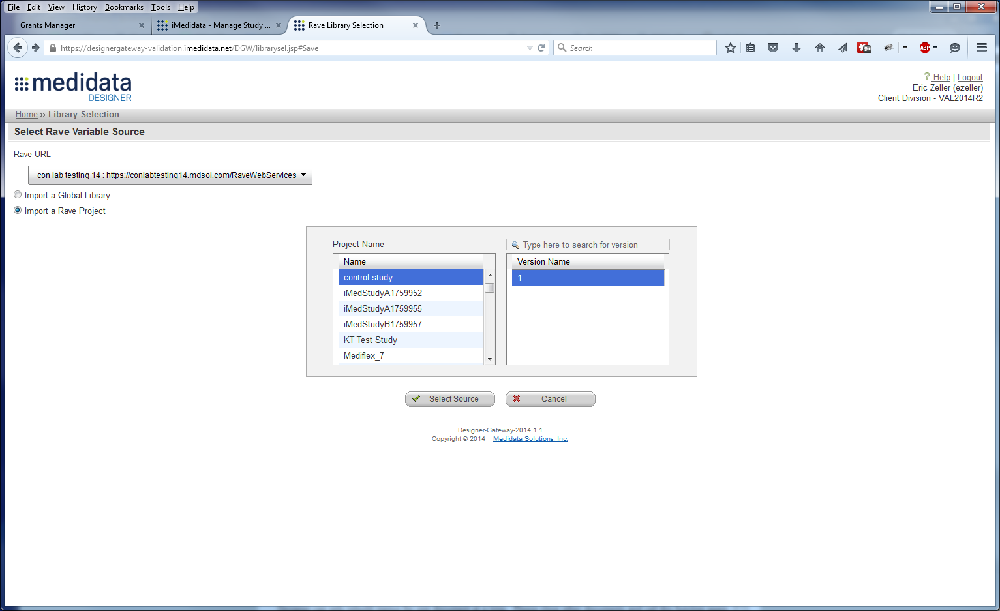 File Edit View History Bookmarks Tools Help
Grants Manager
iMedidata - Manage Study ...
Rave Library Selection
https://designergateway-validation.imedidata.net/DGW/librarysel.jsp#Save
Search
9+
ABP
medidata
DESIGNER
? Help | Logout
Eric Zeller (ezeller)
Client Division - VAL2014R2
Home » Library Selection
Select Rave Variable Source
Rave URL
con lab testing 14 : https://conlabtesting14.mdsol.com/RaveWebServices
Import a Global Library
Import a Rave Project
Project Name
Type here to search for version
Name
Version Name
control study
1
iMedStudyA1759952
iMedStudyA1759955
iMedStudyB1759957
KT Test Study
Mediflex_7
Select Source
Cancel
Designer-Gateway-2014.1.1
Copyright © 2014 Medidata Solutions, Inc.